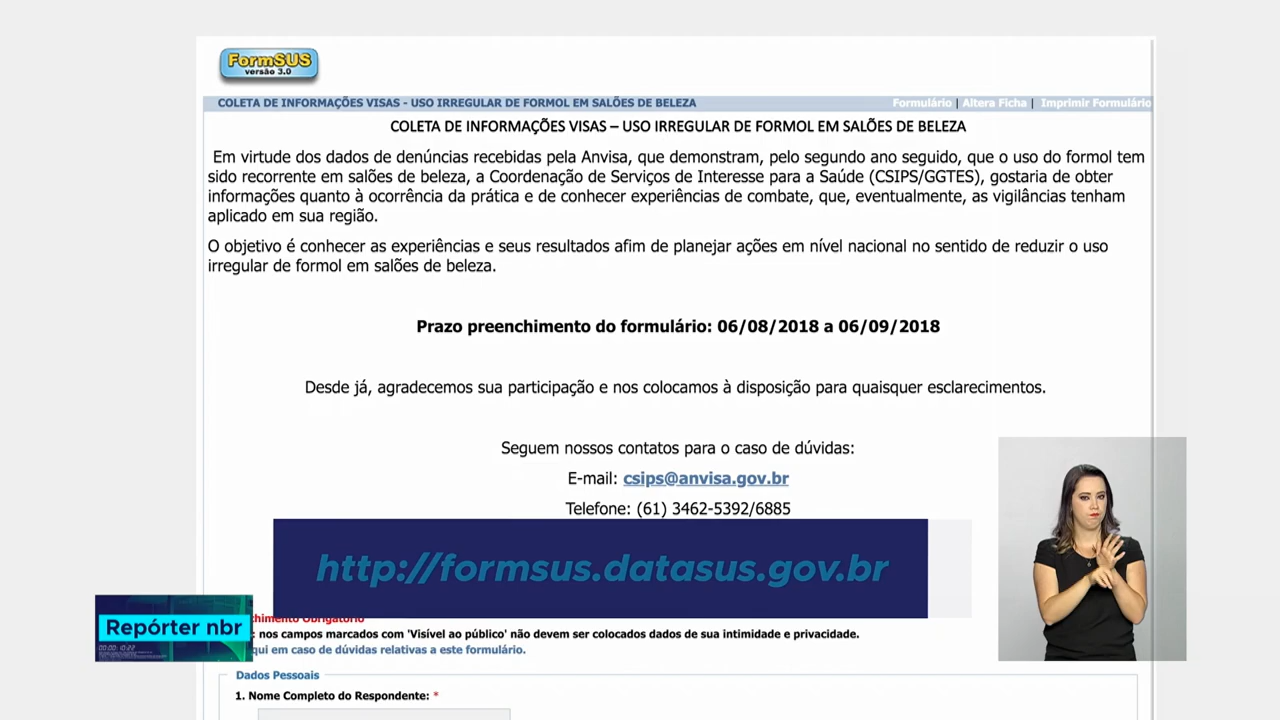 FormSUS
versão 3.0
COLETA DE INFORMAÇÕES VISAS - USO IRREGULAR DE FORMOL EM SALÕES DE BELEZA
Formulário | Altera Ficha | Imprimir Formulário
COLETA DE INFORMAÇÕES VISAS – USO IRREGULAR DE FORMOL EM SALÕES DE BELEZA
Em virtude dos dados de denúncias recebidas pela Anvisa, que demonstram, pelo segundo ano seguido, que o uso do formol tem
sido recorrente em salões de beleza, a Coordenação de Serviços de Interesse para a Saúde (CSIPS/GGTES), gostaria de obter
informações quanto à ocorrência da prática e de conhecer experiências de combate, que, eventualmente, as vigilâncias tenham
aplicado em sua região.
O objetivo é conhecer as experiências e seus resultados afim de planejar ações em nível nacional no sentido de reduzir o uso
irregular de formol em salões de beleza.
Prazo preenchimento do formulário: 06/08/2018 a 06/09/2018
Desde já, agradecemos sua participação e nos colocamos à disposição para quaisquer esclarecimentos.
Seguem nossos contatos para o caso de dúvidas:
E-mail: csips@anvisa.gov.br
Telefone: (61) 3462-5392/6885
http://formsus.datasus.gov.br
Repórter nbr
chimento Obrigatório
: nos campos marcados com 'Visível ao público' não devem ser colocados dados de sua intimidade e privacidade.
qui em caso de dúvidas relativas a este formulário.
Dados Pessoais
1. Nome Completo do Respondente: *